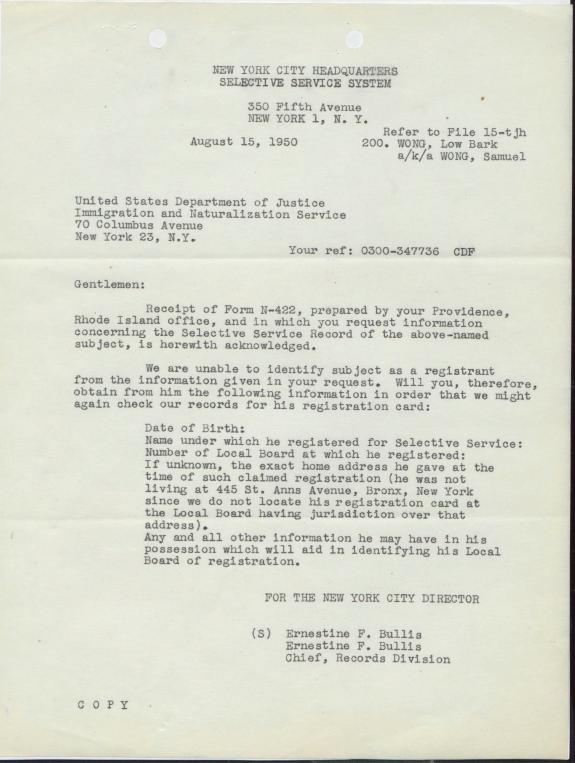 NEW YORK CITY HEADQUARTERS
SELECTIVE SERVICE SYSTEM
350 Fifth Avenue
NEW YORK 1, N. Y.
Refer to File 15-tjh
August 15, 1950 200. WONG, Low Bark
a/k/a WONG, Samuel
United States Department of Justice
Immigration and Naturalization Service
70 Columbus Avenue
New York 23, N.Y.
Your ref: 0300-347736 CDF
Gentlemen:
Receipt of Form N-422, prepared by your Providence,
Rhode Island office, and in which you request information
concerning the Selective Service Record of the above-named
subject, is herewith acknowledged.
We are unable to identify subject as a registrant
from the information given in your request. Will you, therefore,
obtain from him the following information in order that we might
again check our records for his registration card:
Date of Birth:
Name under which he registered for Selective Service:
Number of Local Board at which he registered:
If unknown, the exact home address he gave at the
time of such claimed registration (he was not
living at 445 St. Anns Avenue, Bronx, New York
since we do not locate his registration card at
the Local Board having jurisdiction over that
address).
Any and all other information he may have in his
possession which will aid in identifying his Local
Board of registration.
FOR THE NEW YORK CITY DIRECTOR
(S) Ernestine F. Bullis
Ernestine F. Bullis
Chief, Records Division
C O P Y